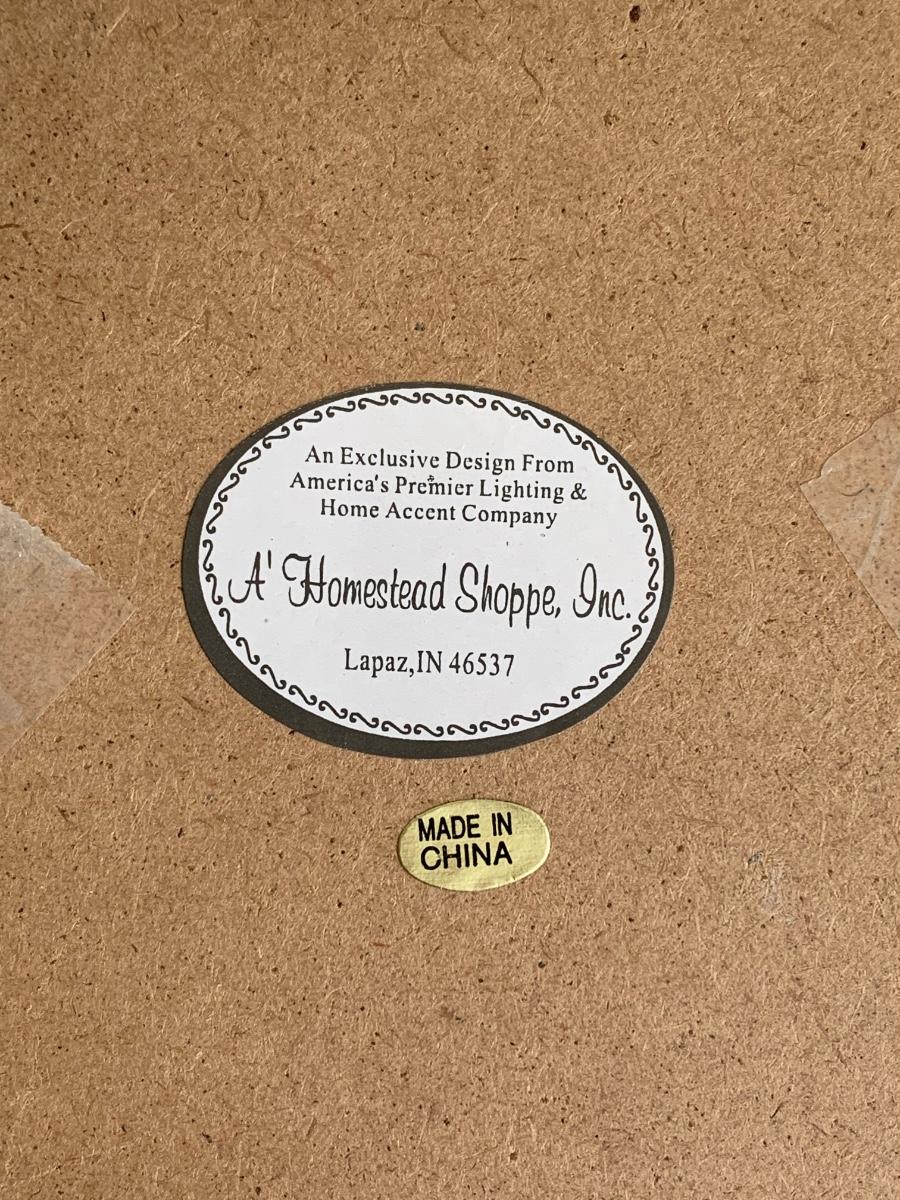 An Exclusive Design From
America's Premier Lighting &
Home Accent Company
A' Homestead Shoppe, Inc.
Lapaz,IN 46537
MADE IN
CHINA